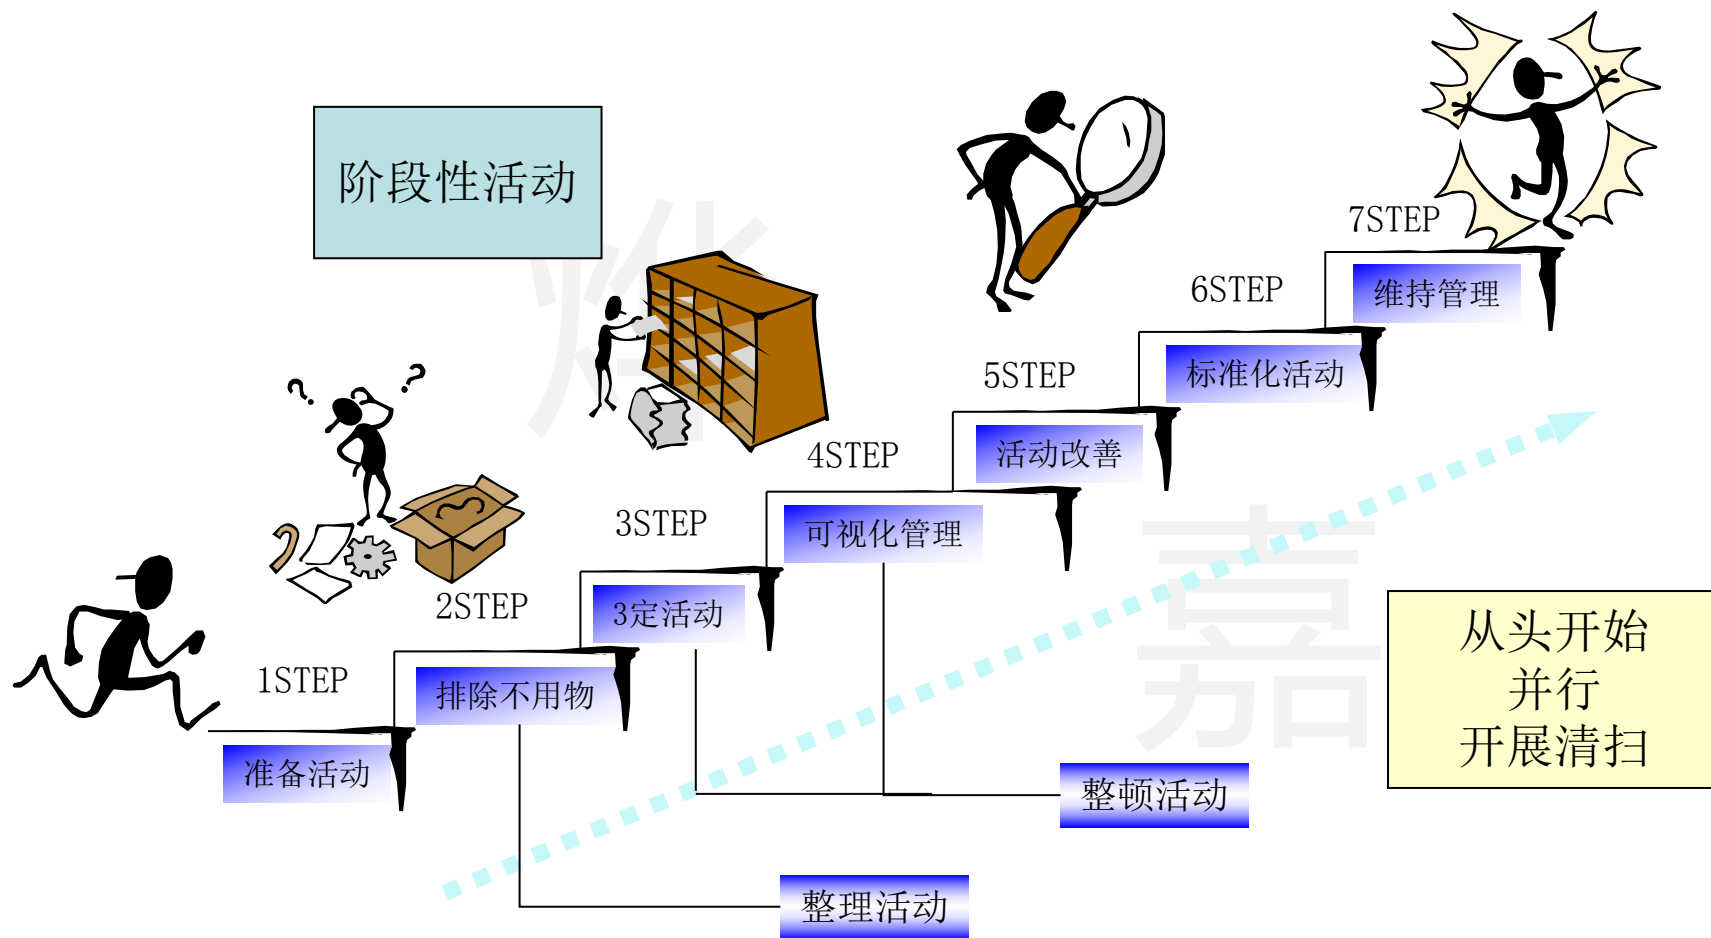 阶段性活动
7STEP
维持管理
6STEP
标准化活动
5STEP
活动改善
4STEP
可视化管理
3STEP
3定活动
2STEP
排除不用物
1STEP
准备活动
从头开始
并行
开展清扫
整顿活动
整理活动
烨
嘉